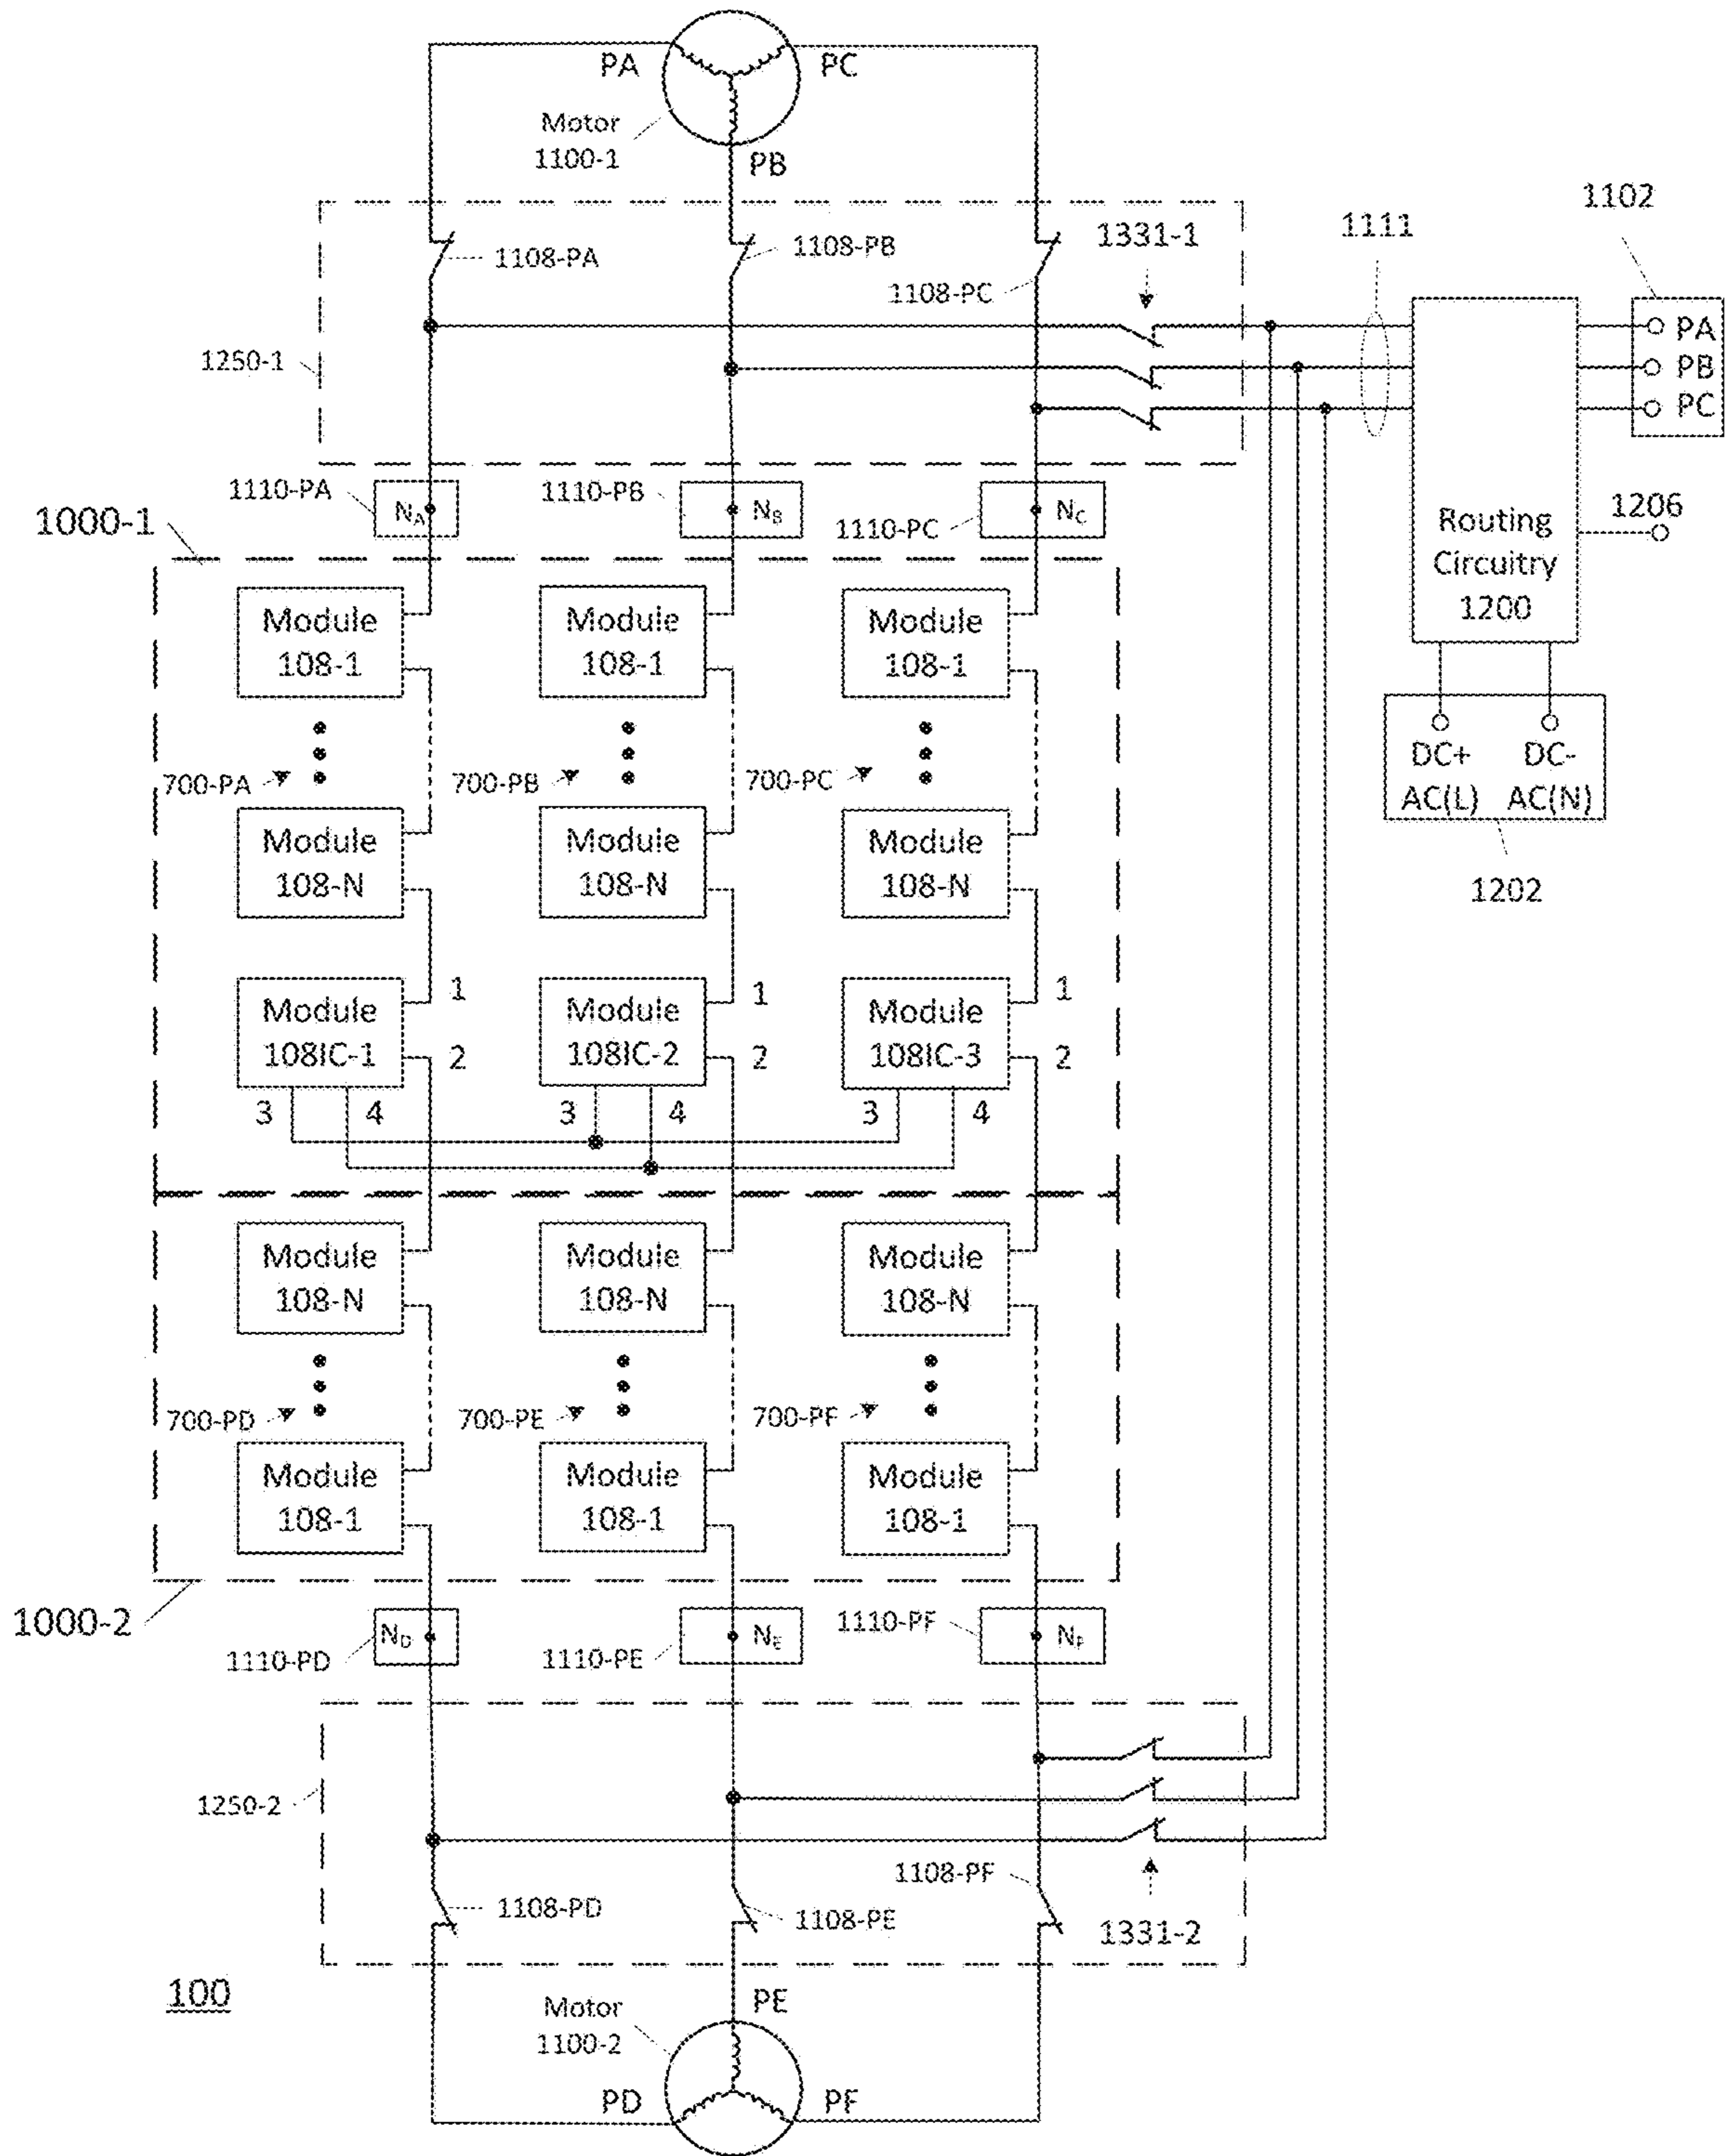 PA
PC
Motor
1100-1
PB
1102
1111
1331-1
1108-PA
1108-PB
1108-PC
PA
PB
PC
1250-1
1110-PA
1110-PB
1110-PC
NA
NB
NC
1000-1
1206
Routing
Circuitry
1200
Module
108-1
Module
108-1
Module
108-1
DC+ DC-
AC(L) AC(N)
1202
700-PA
700-PB
700-PC
Module
108-N
Module
108-N
Module
108-N
Module
108IC-1
1
2
3
4
Module
108IC-2
1
2
3
4
Module
108IC-3
1
2
3
4
Module
108-N
Module
108-N
Module
108-N
700-PD
700-PE
700-PF
Module
108-1
Module
108-1
Module
108-1
1000-2
ND
NE
NF
1110-PD
1110-PE
1110-PF
1250-2
1108-PD
1108-PE
1108-PF
1331-2
100
PE
Motor
1100-2
PD
PF